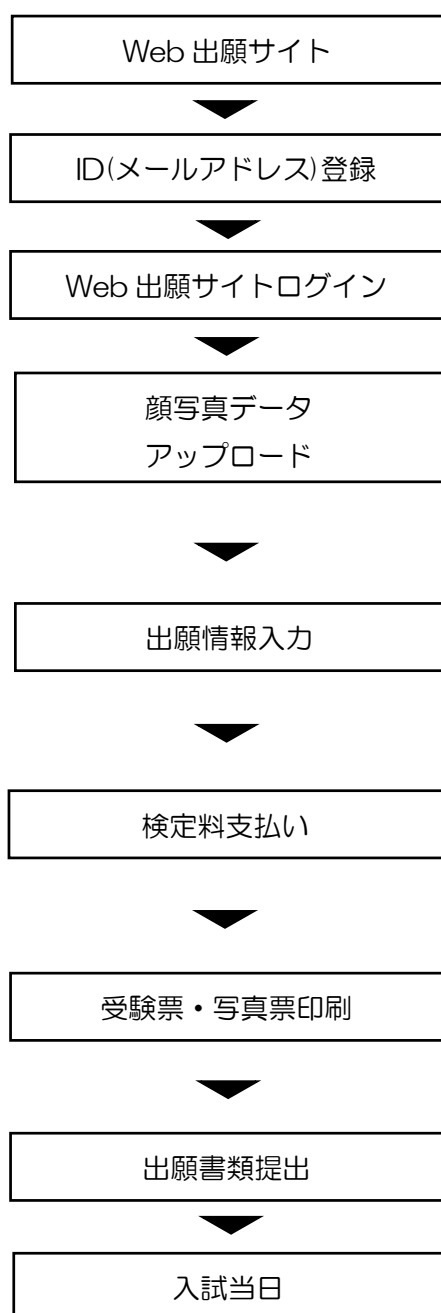 Web 出願サイト
ID(メールアドレス)登録
Web 出願サイトログイン
顔写真データ
アップロード
出願情報入力
検定料支払い
受験票・写真票印刷
出願書類提出
入試当日